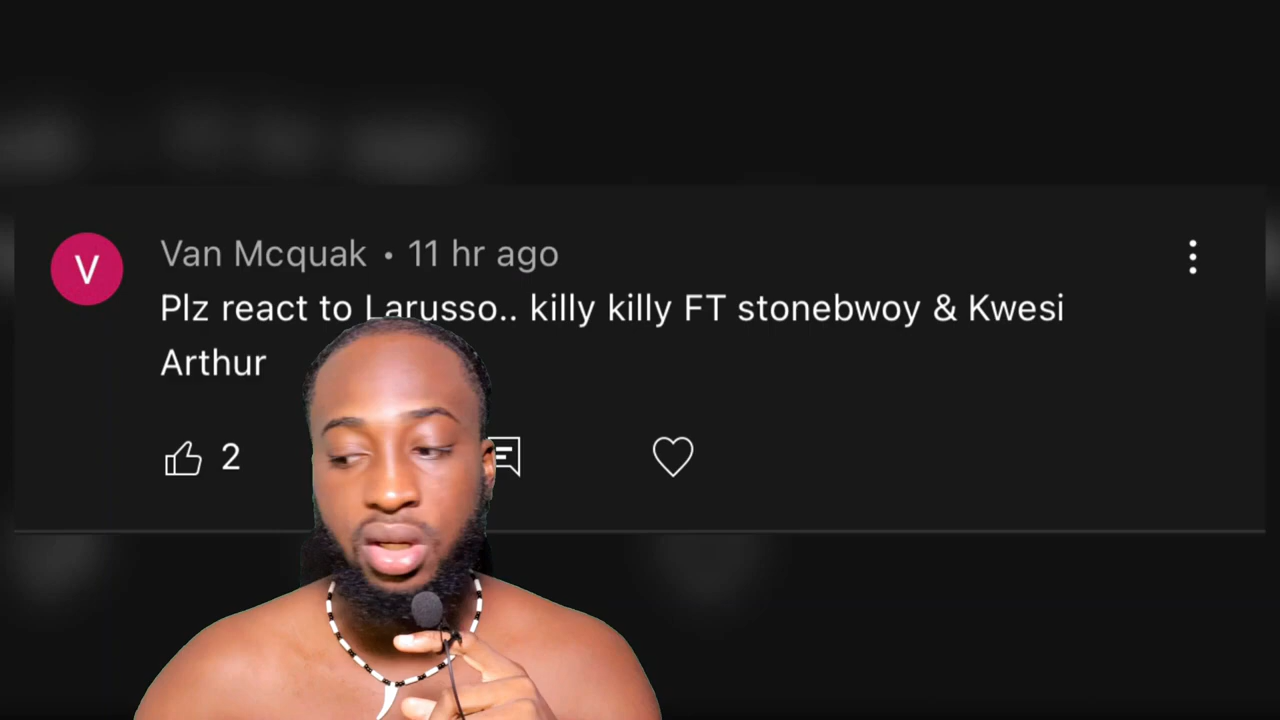 V
Van Mcquak • 11 hr ago
Plz react to Larusso.. killy killy FT stonebwoy & Kwesi
Arthur
2